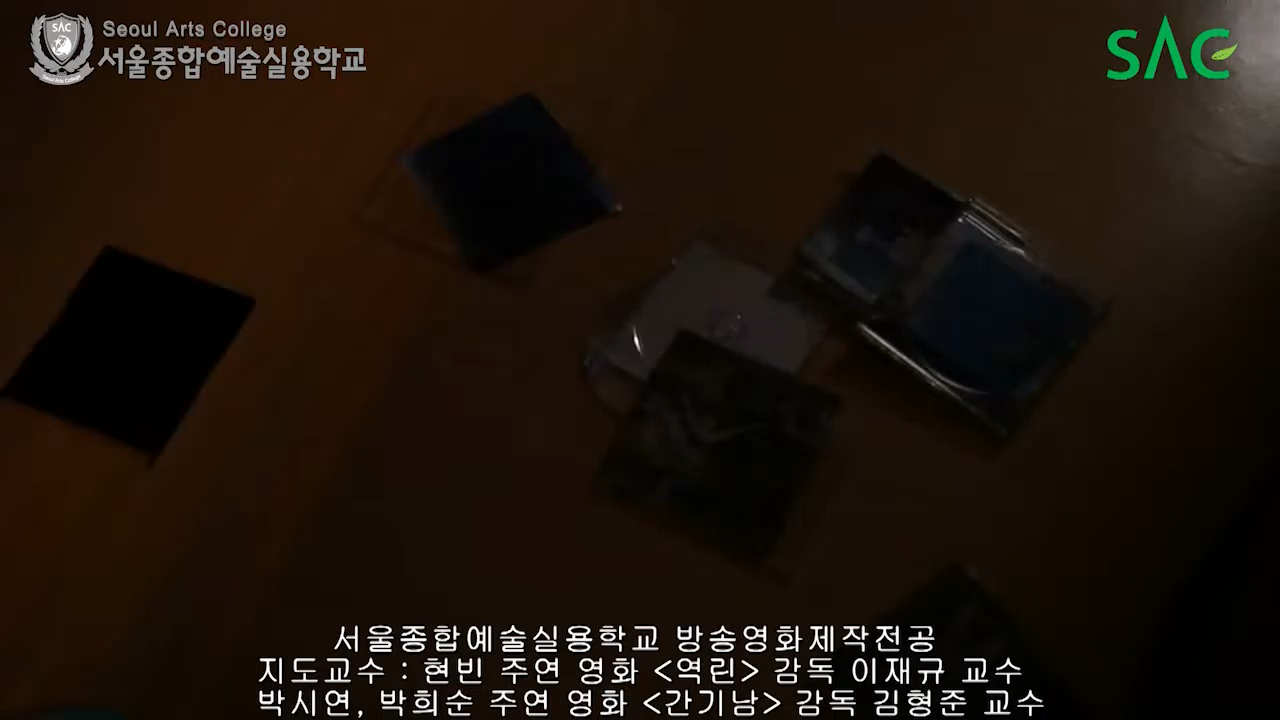 Seoul Arts College
서울종합예술실용학교
SAC
SAC
서울종합예술실용학교 방송영화제작전공
지도교수 : 현빈 주연 영화 <역린> 감독 이재규 교수
박시연, 박희순 주연 영화 <간기남> 감독 김형준 교수